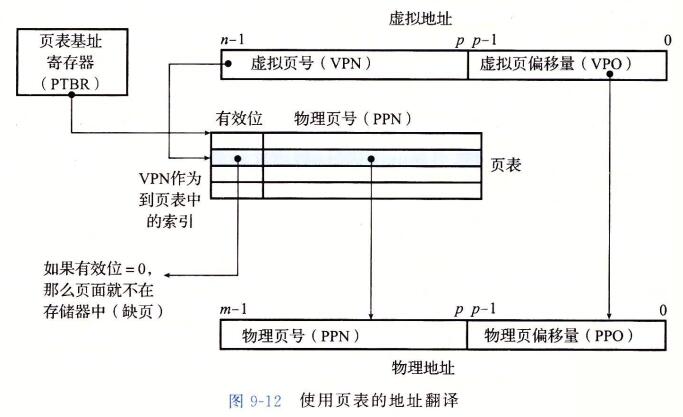 虚拟地址
页表基址
寄存器
（PTBR）
n–1
p p–1
0
虚拟页号（VPN）
虚拟页偏移量（VPO）
有效位
物理页号（PPN）
页表
VPN作为
到页表中
的索引
如果有效位=0，
那么页面就不在
存储器中（缺页）
m–1
p p–1
0
物理页号（PPN）
物理页偏移量（PPO）
物理地址
图 9-12 使用页表的地址翻译